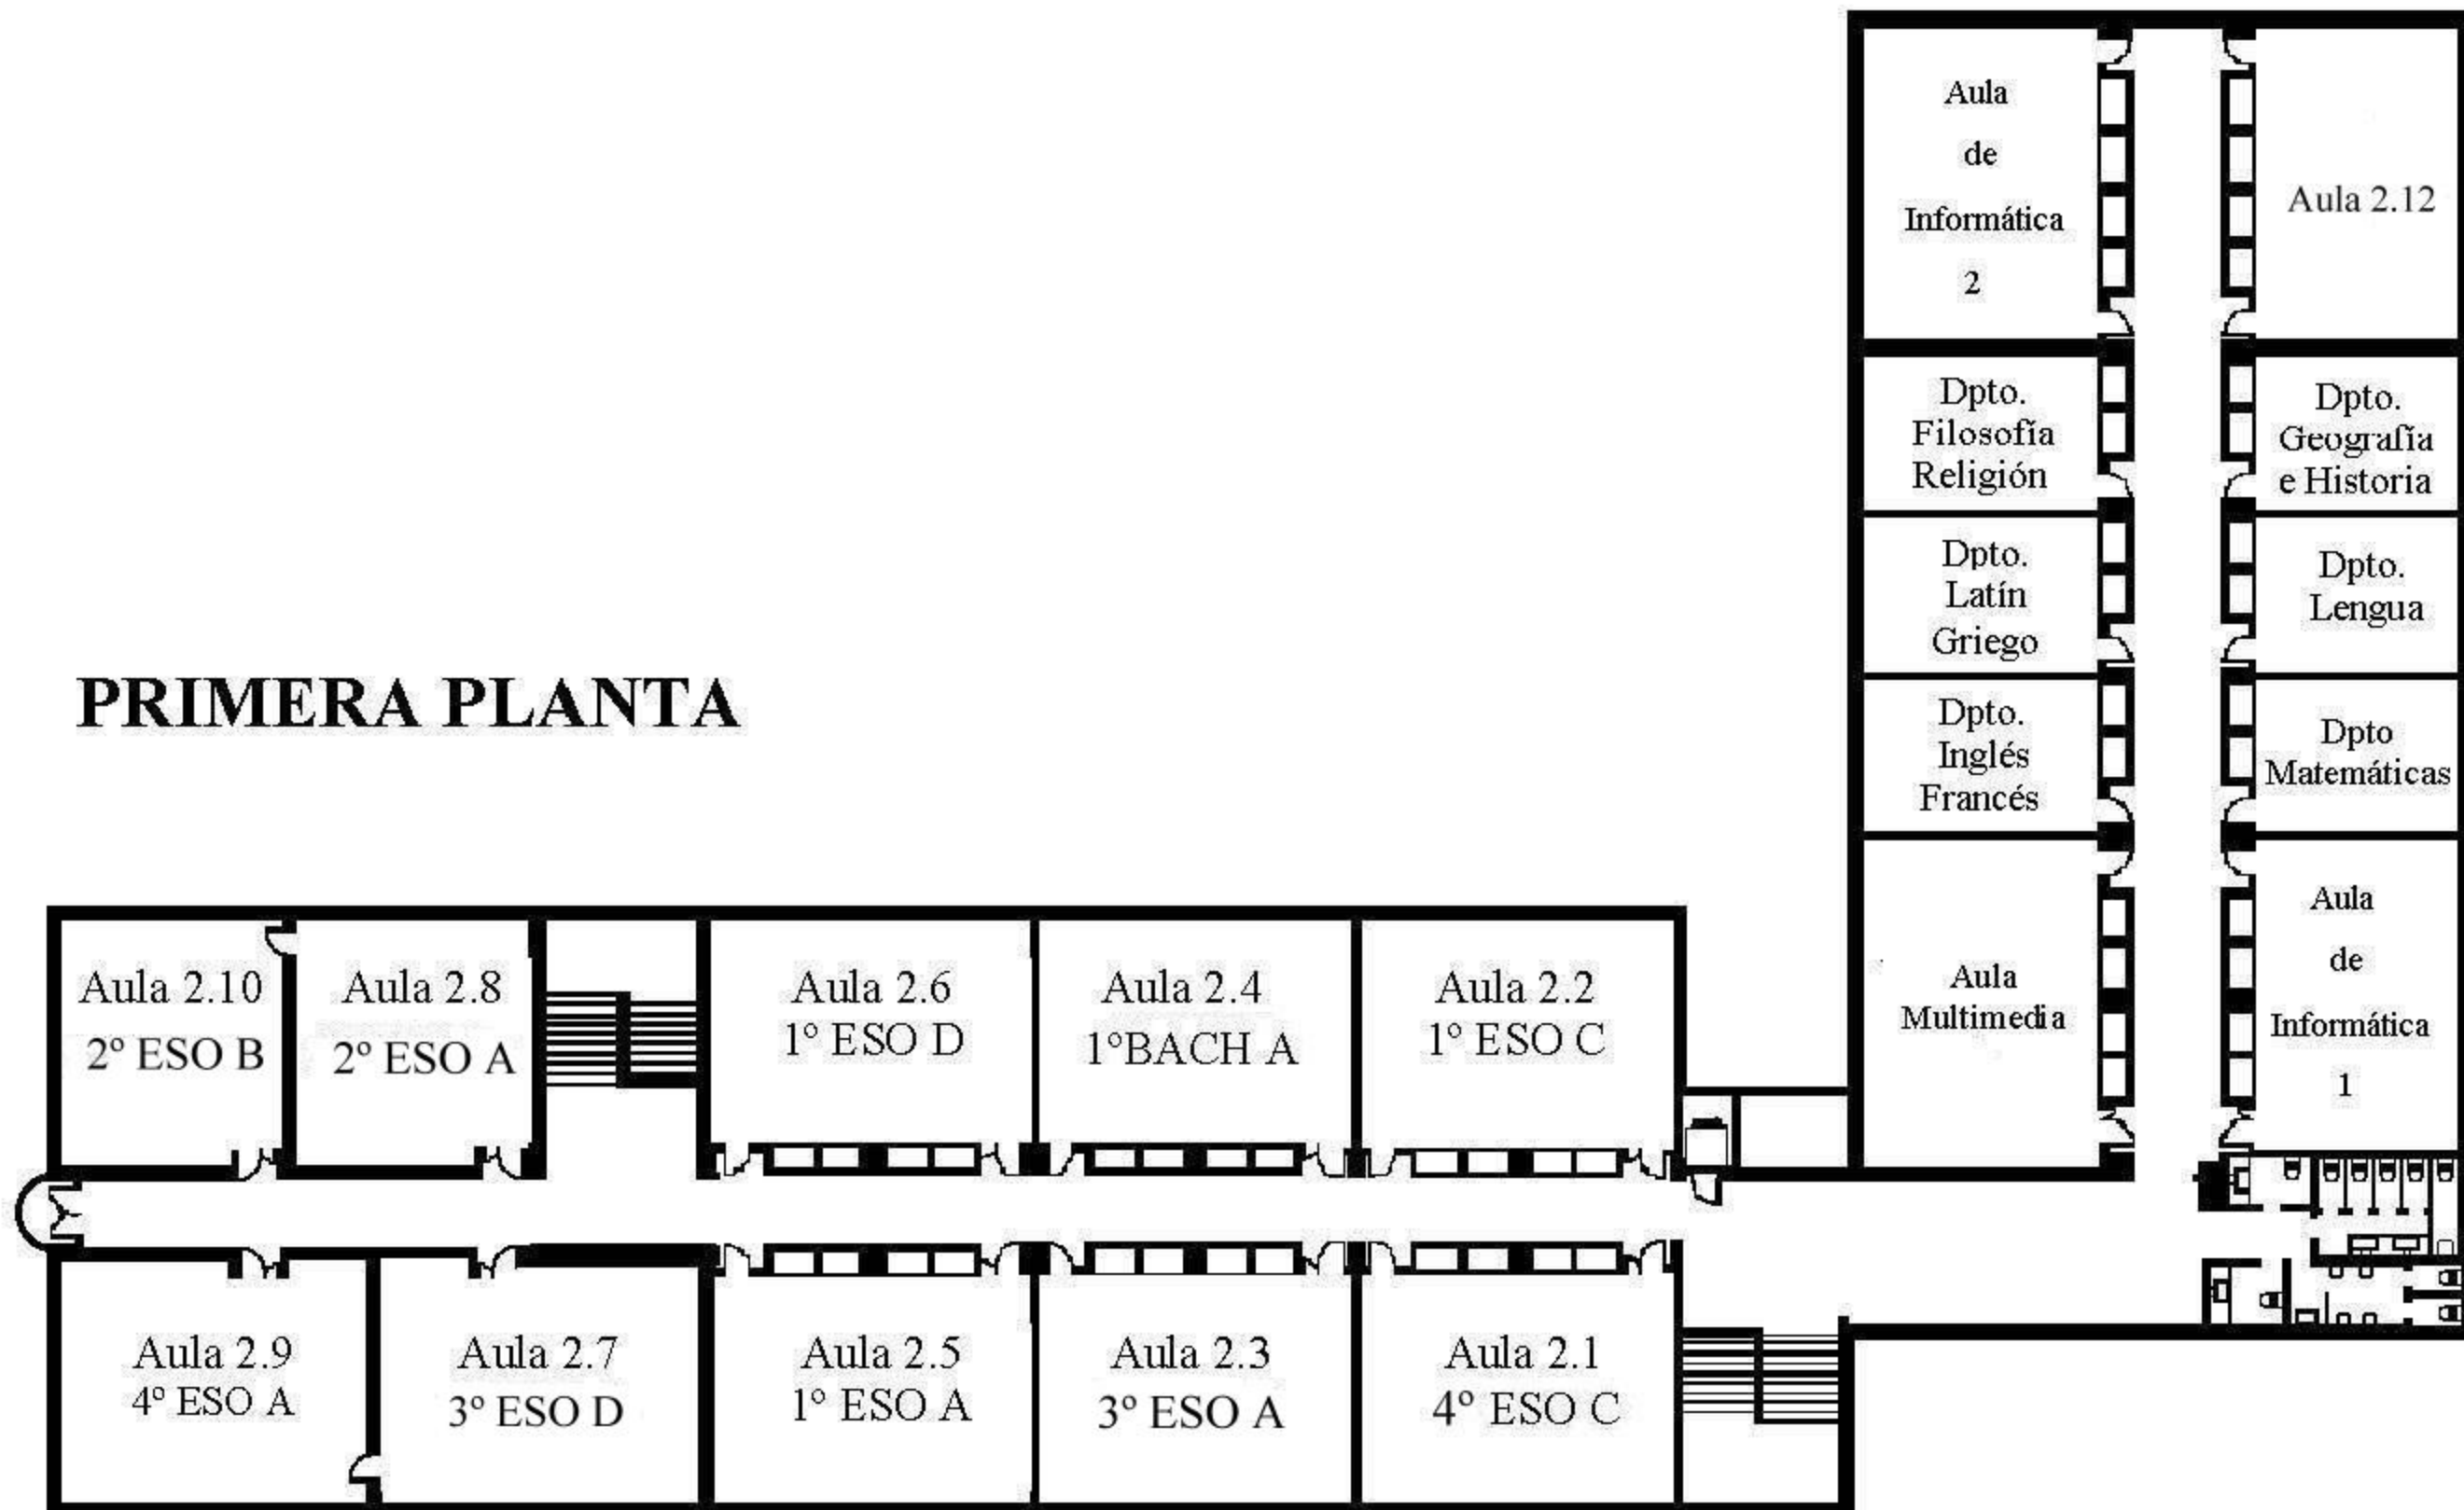 Aula
de
Informática
2
Aula 2.12
Dpto.
Filosofía
Religión
Dpto.
Geografía
e Historia
Dpto.
Latín
Griego
Dpto.
Lengua
PRIMERA PLANTA
Dpto.
Inglés
Francés
Dpto
Matemáticas
Aula
Multimedia
Aula
de
Informática
1
Aula 2.10
2º ESO B
Aula 2.8
2º ESO A
Aula 2.6
1º ESO D
Aula 2.4
1ºBACH A
Aula 2.2
1º ESO C
Aula 2.9
4º ESO A
Aula 2.7
3º ESO D
Aula 2.5
1º ESO A
Aula 2.3
3º ESO A
Aula 2.1
4º ESO C